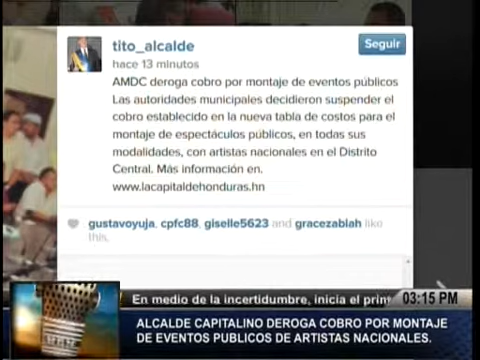 tito_alcalde
Seguir
hace 13 minutos
AMDC deroga cobro por montaje de eventos públicos
Las autoridades municipales decidieron suspender el
cobro establecido en la nueva tabla de costos para el
montaje de espectáculos públicos, en todas sus
modalidades, con artistas nacionales en el Distrito
Central. Más información en.
www.lacapitaldehonduras.hn
gustavoyuja, cpfc88, giselle5623 and gracezablah like
this.
En medio de la incertidumbre, inicia el prim
03:15 PM
ALCALDE CAPITALINO DEROGA COBRO POR MONTAJE
DE EVENTOS PUBLICOS DE ARTISTAS NACIONALES.